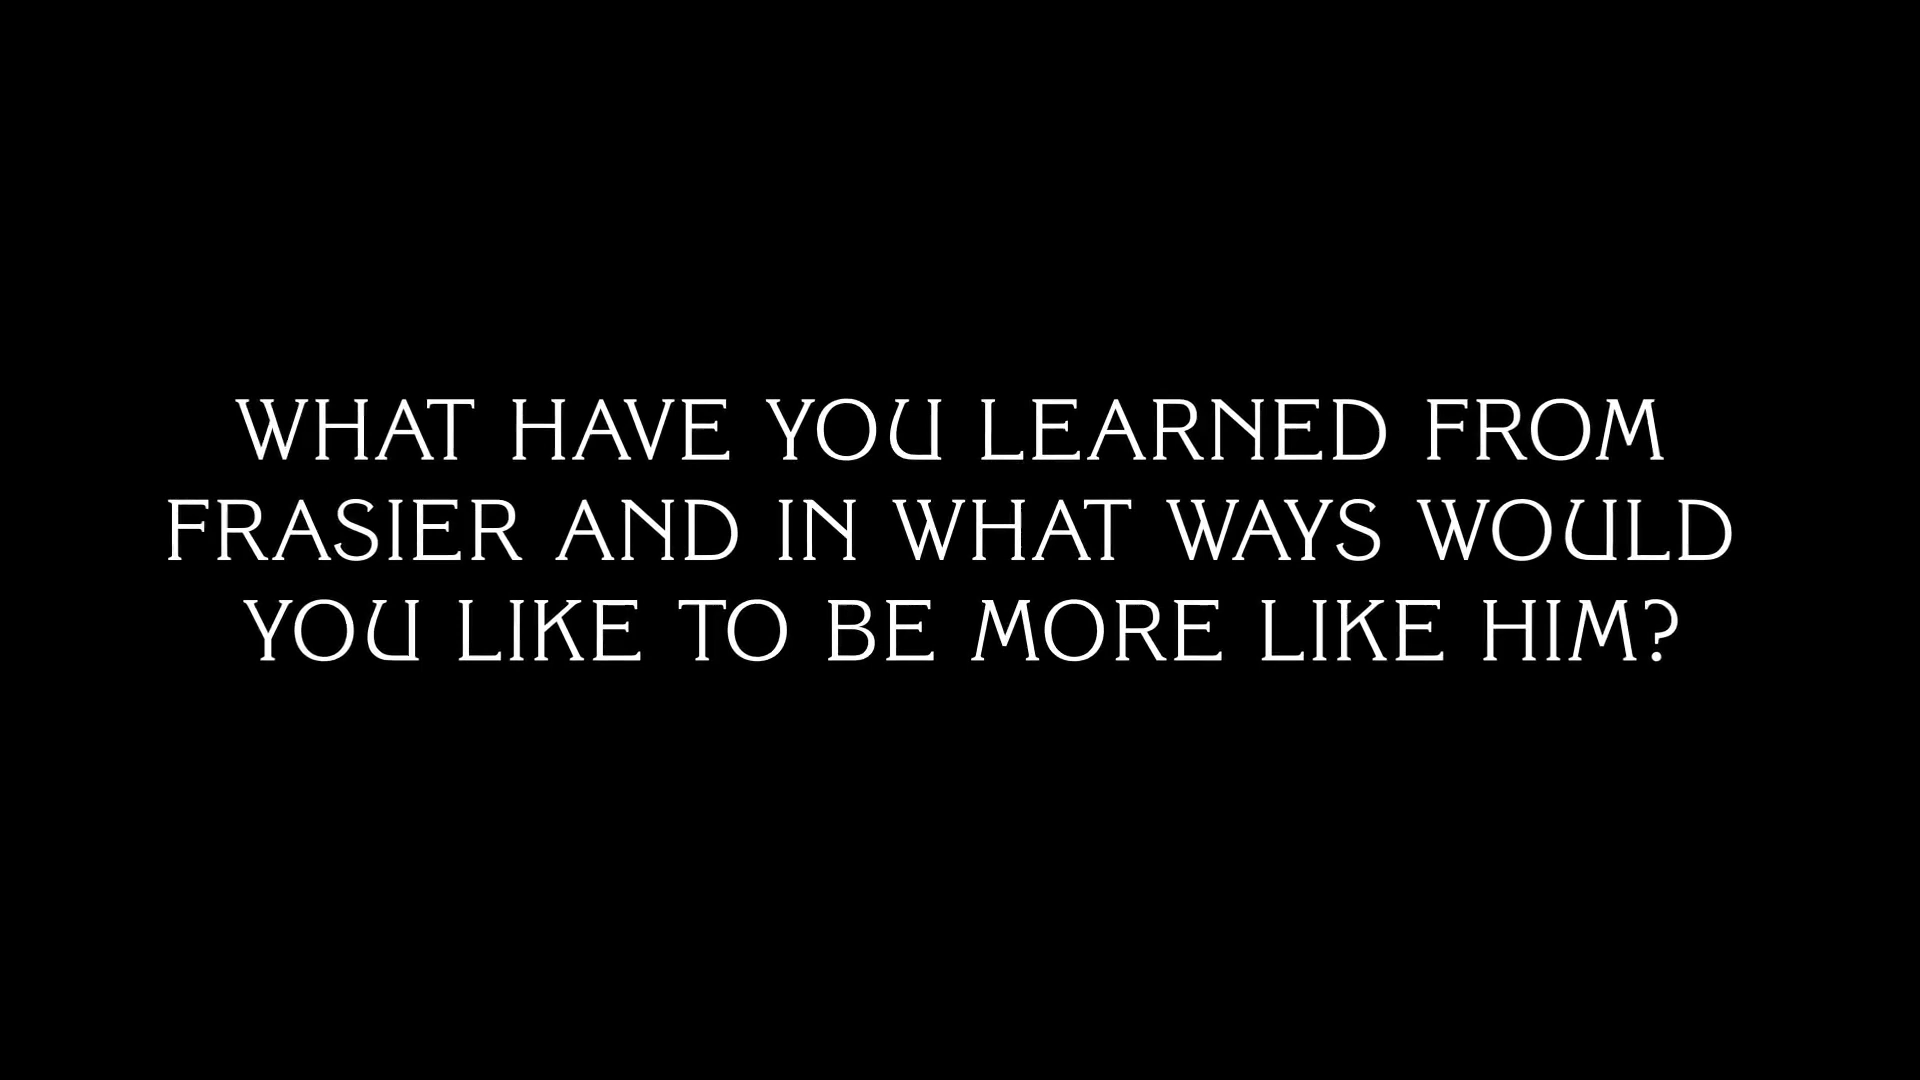 WHAT HAVE YOU LEARNED FROM
FRASIER AND IN WHAT WAYS WOULD
YOU LIKE TO BE MORE LIKE HIM?